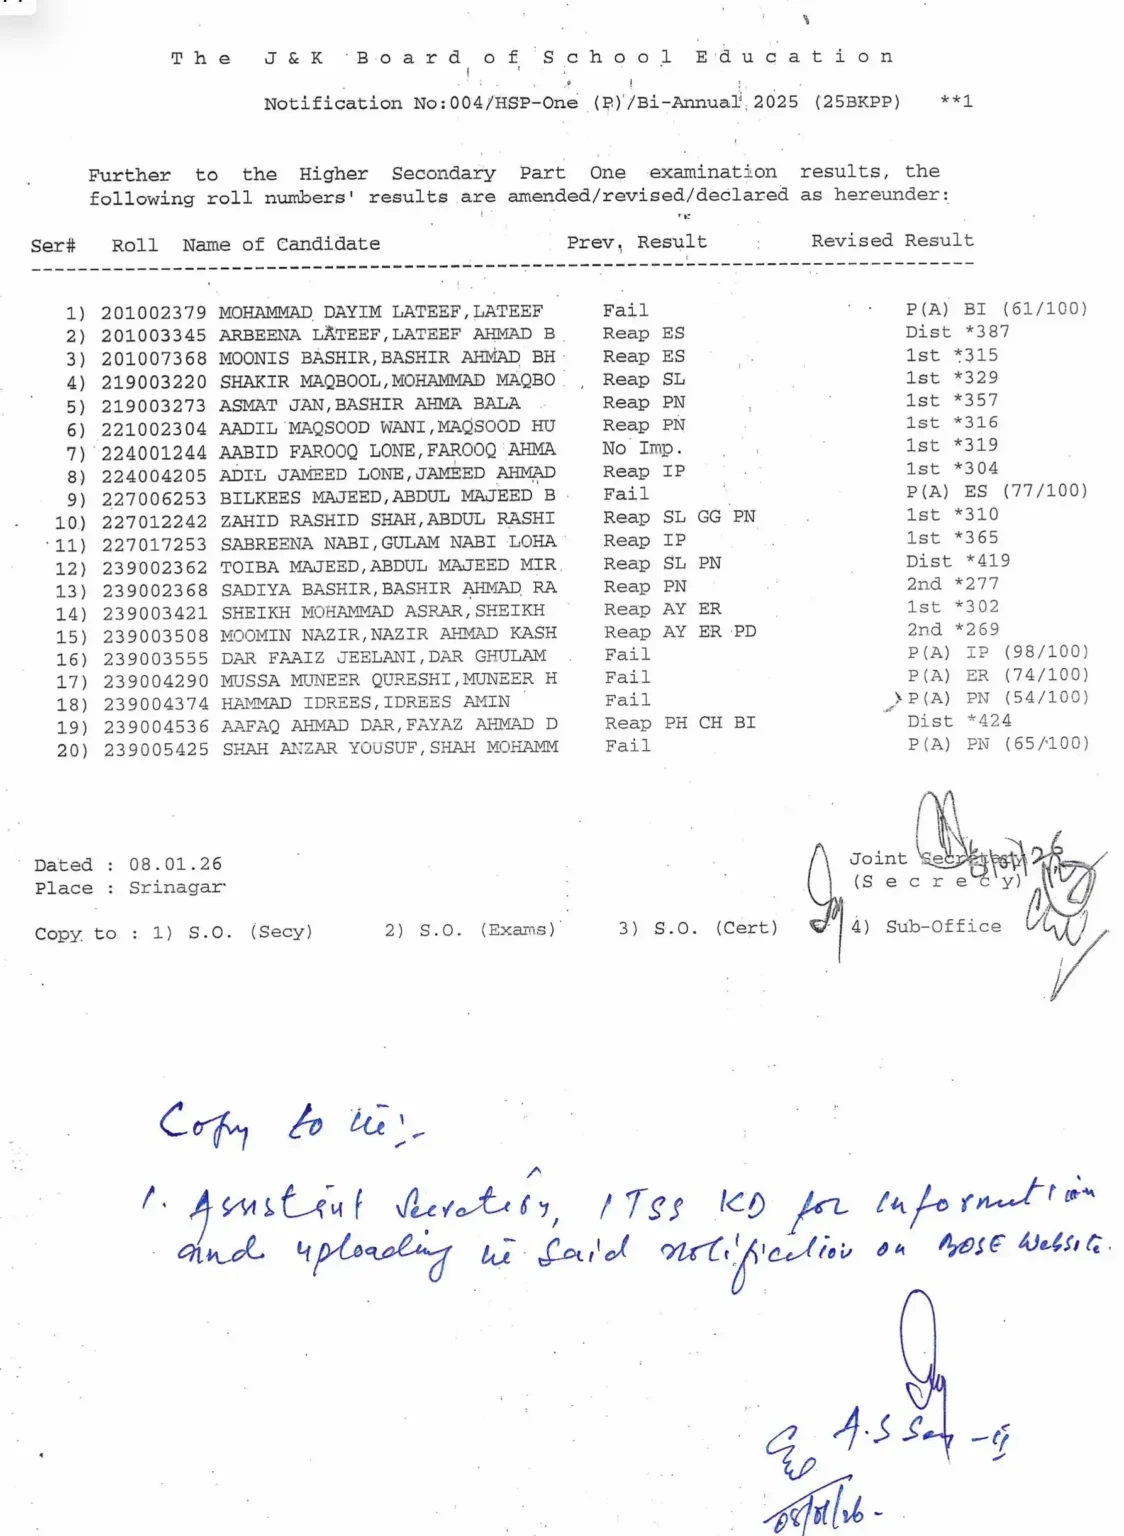 The J&K Board of School Education
Notification No:004/HSP-One (P)/Bi-Annual 2025 (25BKPP) **1
Further to the Higher Secondary Part One examination results, the
following roll numbers' results are amended/revised/declared as hereunder:
Ser# Roll Name of Candidate Prev. Result Revised Result
1) 201002379 MOHAMMAD DAYIM LATEEF,LATEEF Fail P(A) BI (61/100)
2) 201003345 ARBEENA LATEEF,LATEEF AHMAD B Reap ES Dist *387
3) 201007368 MOONIS BASHIR,BASHIR AHMAD BH Reap ES 1st *315
4) 219003220 SHAKIR MAQBOOL,MOHAMMAD MAQBO Reap SL 1st *329
5) 219003273 ASMAT JAN,BASHIR AHMA BALA Reap PN 1st *357
6) 221002304 AADIL MAQSOOD WANI,MAQSOOD HU Reap PN 1st *316
7) 224001244 AABID FAROOQ LONE,FAROOQ AHMA No Imp. 1st *319
8) 224004205 ADIL JAMEED LONE,JAMEED AHMAD Reap IP 1st *304
9) 227006253 BILKEES MAJEED,ABDUL MAJEED B Fail P(A) ES (77/100)
10) 227012242 ZAHID RASHID SHAH,ABDUL RASHI Reap SL GG PN 1st *310
11) 227017253 SABREENA NABI,GULAM NABI LOHA Reap IP 1st *365
12) 239002362 TOIBA MAJEED,ABDUL MAJEED MIR Reap SL PN Dist *419
13) 239002368 SADIYA BASHIR,BASHIR AHMAD RA Reap PN 2nd *277
14) 239003421 SHEIKH MOHAMMAD ASRAR,SHEIKH Reap AY ER 1st *302
15) 239003508 MOOMIN NAZIR,NAZIR AHMAD KASH Reap AY ER PD 2nd *269
16) 239003555 DAR FAAIZ JEELANI,DAR GHULAM Fail P(A) IP (98/100)
17) 239004290 MUSSA MUNEER QURESHI,MUNEER H Fail P(A) ER (74/100)
18) 239004374 HAMMAD IDREES,IDREES AMIN Fail P(A) PN (54/100)
19) 239004536 AAFAQ AHMAD DAR,FAYAZ AHMAD D Reap PH CH BI Dist *424
20) 239005425 SHAH ANZAR YOUSUF,SHAH MOHAMM Fail P(A) PN (65/100)
Dated : 08.01.26 Joint Secretary
Place : Srinagar (Secrecy)
Copy to : 1) S.O. (Secy) 2) S.O. (Exams) 3) S.O. (Cert) 4) Sub-Office
Copy to the:-
1. Assistant Secretary, ITSS KD for information
and uploading the said notification on BOSE Website.
A.S Secy -II
08/01/26-